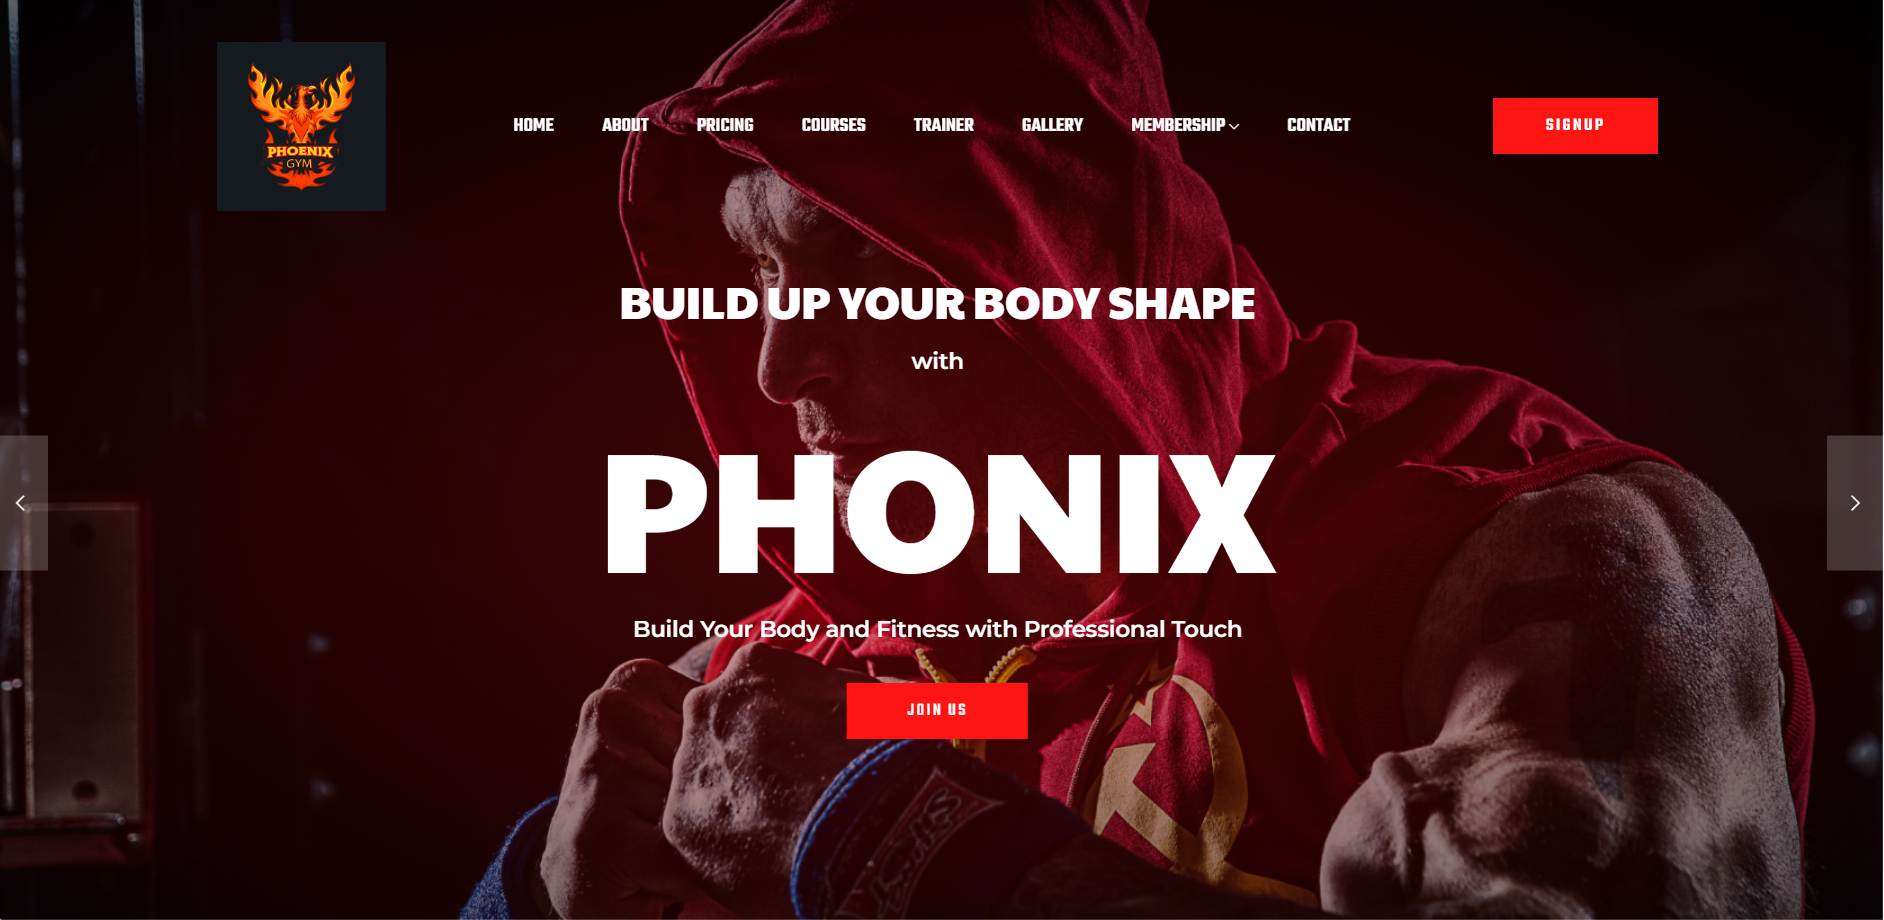 PHOENIX
GYM
HOME ABOUT PRICING COURSES TRAINER GALLERY MEMBERSHIP CONTACT
SIGNUP
BUILD UP YOUR BODY SHAPE
with
PHONIX
Build Your Body and Fitness with Professional Touch
JOIN US